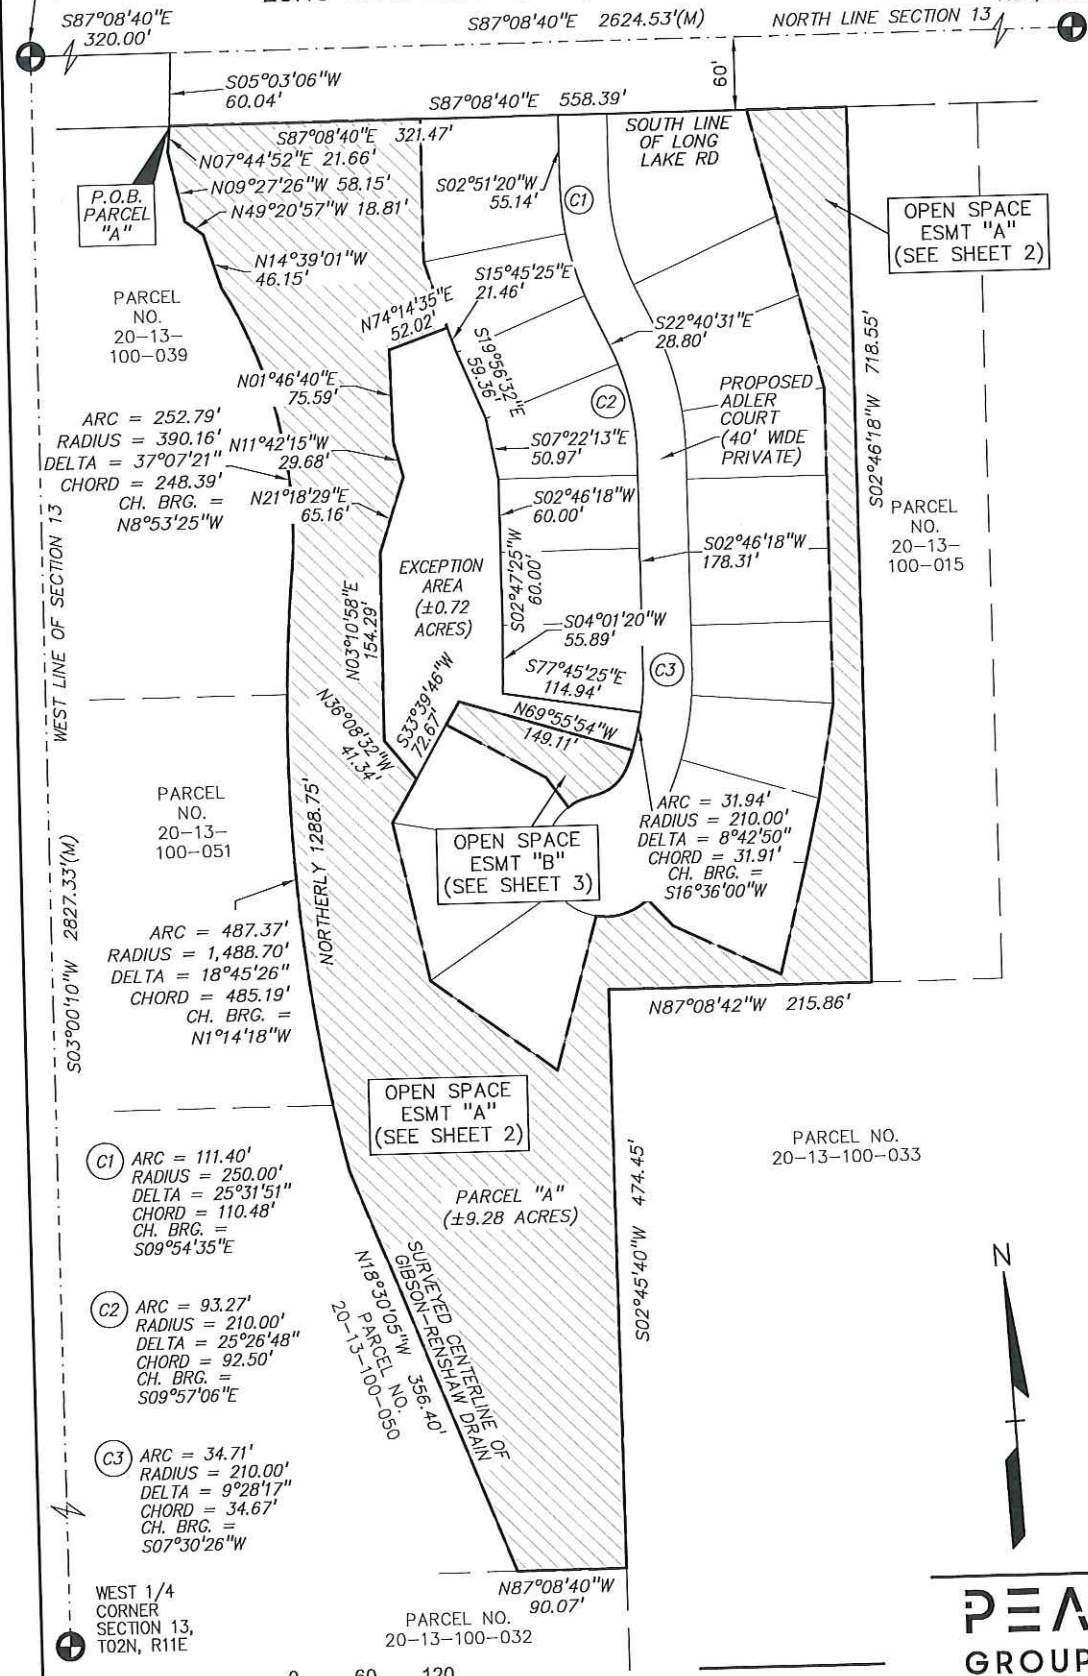 S87°08'40"E
320.00'
S87°08'40"E 2624.53'(M)
NORTH LINE SECTION 13
S05°03'06"W
60.04'
60'
S87°08'40"E 558.39'
S87°08'40"E 321.47'
N07°44'52"E 21.66'
N09°27'26"W 58.15'
N49°20'57"W 18.81'
P.O.B.
PARCEL
"A"
N14°39'01"W
46.15'
S02°51'20"W
55.14'
C1
SOUTH LINE
OF LONG
LAKE RD
OPEN SPACE
ESMT "A"
(SEE SHEET 2)
PARCEL
NO.
20-13-
100-039
S15°45'25"E
21.46'
N74°14'35"E
52.02'
S19°56'32"E
59.36'
S22°40'31"E
28.80'
S02°46'18"W 718.55'
N01°46'40"E
75.59'
C2
PROPOSED
ADLER
COURT
(40' WIDE
PRIVATE)
ARC = 252.79'
RADIUS = 390.16'
DELTA = 37°07'21"
CHORD = 248.39'
CH. BRG. =
N8°53'25"W
N11°42'15"W
29.68'
S07°22'13"E
50.97'
N21°18'29"E
65.16'
S02°46'18"W
60.00'
PARCEL
NO.
20-13-
100-015
WEST LINE OF SECTION 13
EXCEPTION
AREA
(±0.72
ACRES)
S02°47'25"W
60.00'
S02°46'18"W
178.31'
N03°10'58"E
154.29'
S04°01'20"W
55.89'
S77°45'25"E
114.94'
C3
N36°08'32"W
41.34'
S33°39'46"W
72.67'
N69°55'54"W
149.11'
PARCEL
NO.
20-13-
100-051
NORTHERLY 1288.75'
ARC = 31.94'
RADIUS = 210.00'
DELTA = 8°42'50"
CHORD = 31.91'
CH. BRG. =
S16°36'00"W
OPEN SPACE
ESMT "B"
(SEE SHEET 3)
S03°00'10"W 2827.33'(M)
ARC = 487.37'
RADIUS = 1,488.70'
DELTA = 18°45'26"
CHORD = 485.19'
CH. BRG. =
N1°14'18"W
N87°08'42"W 215.86'
OPEN SPACE
ESMT "A"
(SEE SHEET 2)
PARCEL NO.
20-13-100-033
C1
ARC = 111.40'
RADIUS = 250.00'
DELTA = 25°31'51"
CHORD = 110.48'
CH. BRG. =
S09°54'35"E
PARCEL "A"
(±9.28 ACRES)
S02°45'40"W 474.45'
N
C2
ARC = 93.27'
RADIUS = 210.00'
DELTA = 25°26'48"
CHORD = 92.50'
CH. BRG. =
S09°57'06"E
SURVEYED CENTERLINE OF
GIBSON-RENSHAW DRAIN
N18°30'05"W 356.40'
PARCEL NO.
20-13-100-050
C3
ARC = 34.71'
RADIUS = 210.00'
DELTA = 9°28'17"
CHORD = 34.67'
CH. BRG. =
S07°30'26"W
WEST 1/4
CORNER
SECTION 13,
T02N, R11E
N87°08'40"W
90.07'
PARCEL NO.
20-13-100-032
PEA
GROUP
0 60 120